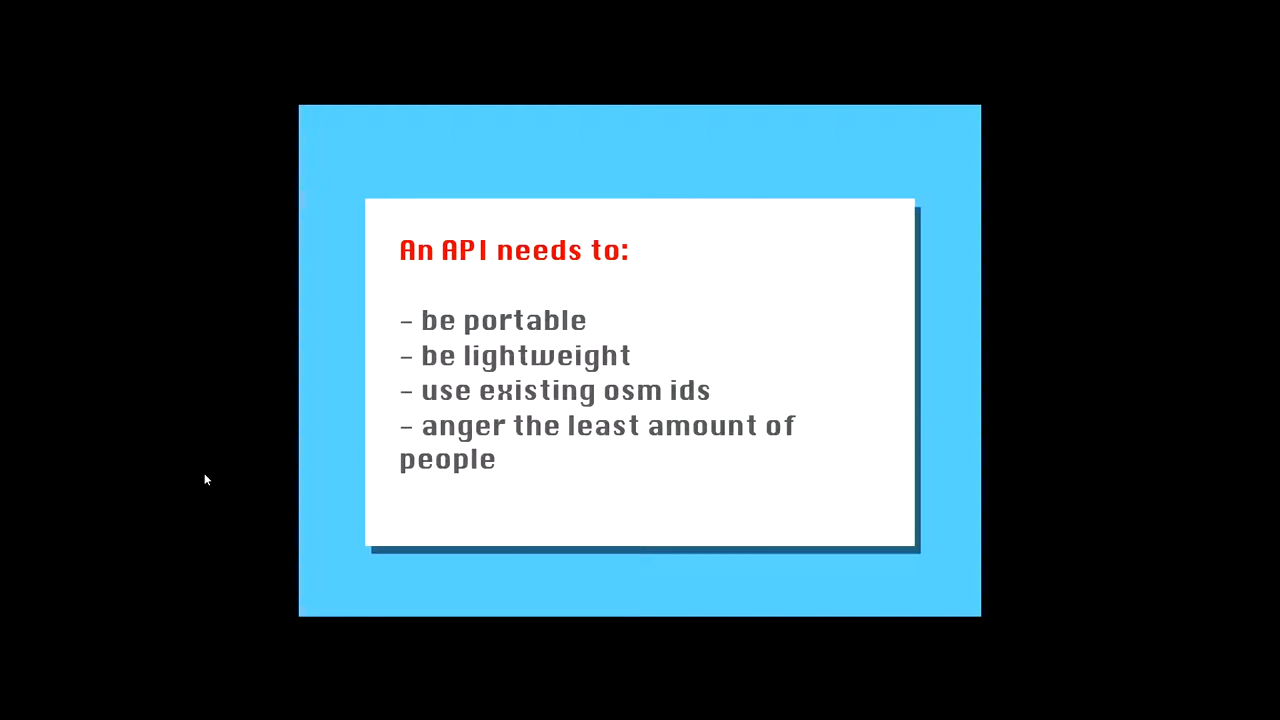 An API needs to:
- be portable
- be lightweight
- use existing osm ids
- anger the least amount of
people